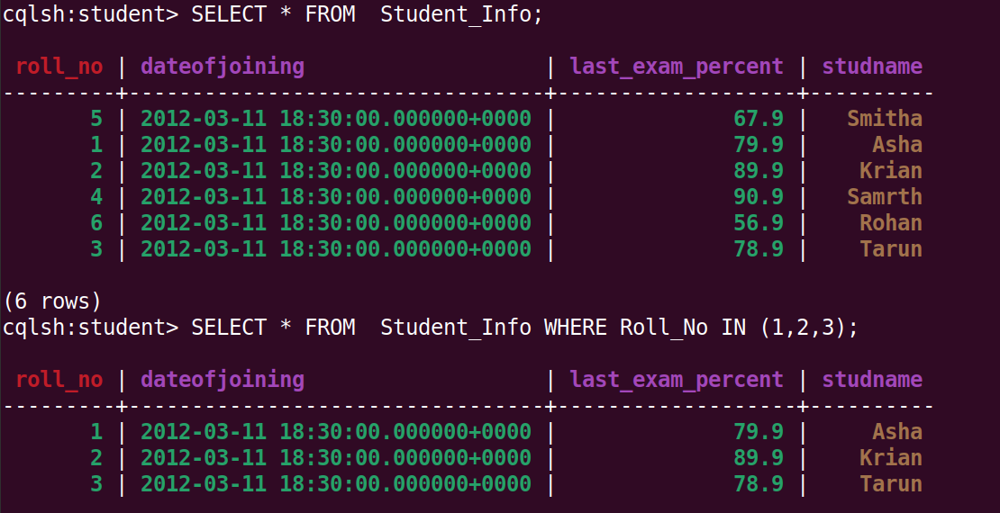 cqlsh:student> SELECT * FROM  Student_Info;
 roll_no | dateofjoining                   | last_exam_percent | studname
---------+---------------------------------+-------------------+----------
       5 | 2012-03-11 18:30:00.000000+0000 |              67.9 |   Smitha
       1 | 2012-03-11 18:30:00.000000+0000 |              79.9 |     Asha
       2 | 2012-03-11 18:30:00.000000+0000 |              89.9 |    Krian
       4 | 2012-03-11 18:30:00.000000+0000 |              90.9 |   Samrth
       6 | 2012-03-11 18:30:00.000000+0000 |              56.9 |    Rohan
       3 | 2012-03-11 18:30:00.000000+0000 |              78.9 |    Tarun
(6 rows)
cqlsh:student> SELECT * FROM  Student_Info WHERE Roll_No IN (1,2,3);
 roll_no | dateofjoining                   | last_exam_percent | studname
---------+---------------------------------+-------------------+----------
       1 | 2012-03-11 18:30:00.000000+0000 |              79.9 |     Asha
       2 | 2012-03-11 18:30:00.000000+0000 |              89.9 |    Krian
       3 | 2012-03-11 18:30:00.000000+0000 |              78.9 |    Tarun